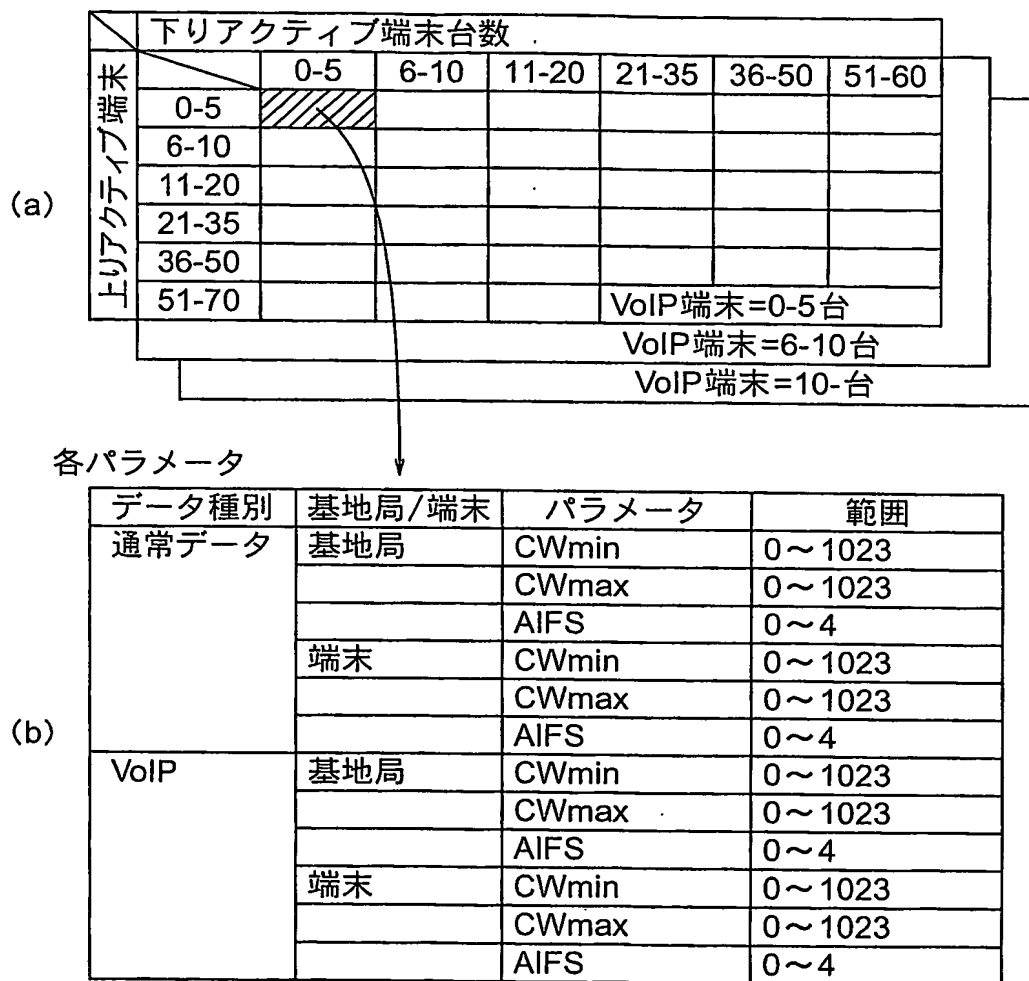 下りアクティブ端末台数
上リアクティブ端末
0-5 6-10 11-20 21-35 36-50 51-60
0-5
6-10
11-20
21-35
36-50
51-70
VoIP端末=0-5台
VoIP端末=6-10台
VoIP端末=10-台
(a)
各パラメータ
データ種別 基地局/端末 パラメータ 範囲
通常データ 基地局 CWmin 0～1023
CWmax 0～1023
AIFS 0～4
端末 CWmin 0～1023
CWmax 0～1023
AIFS 0～4
(b)
VoIP 基地局 CWmin 0～1023
CWmax 0～1023
AIFS 0～4
端末 CWmin 0～1023
CWmax 0～1023
AIFS 0～4